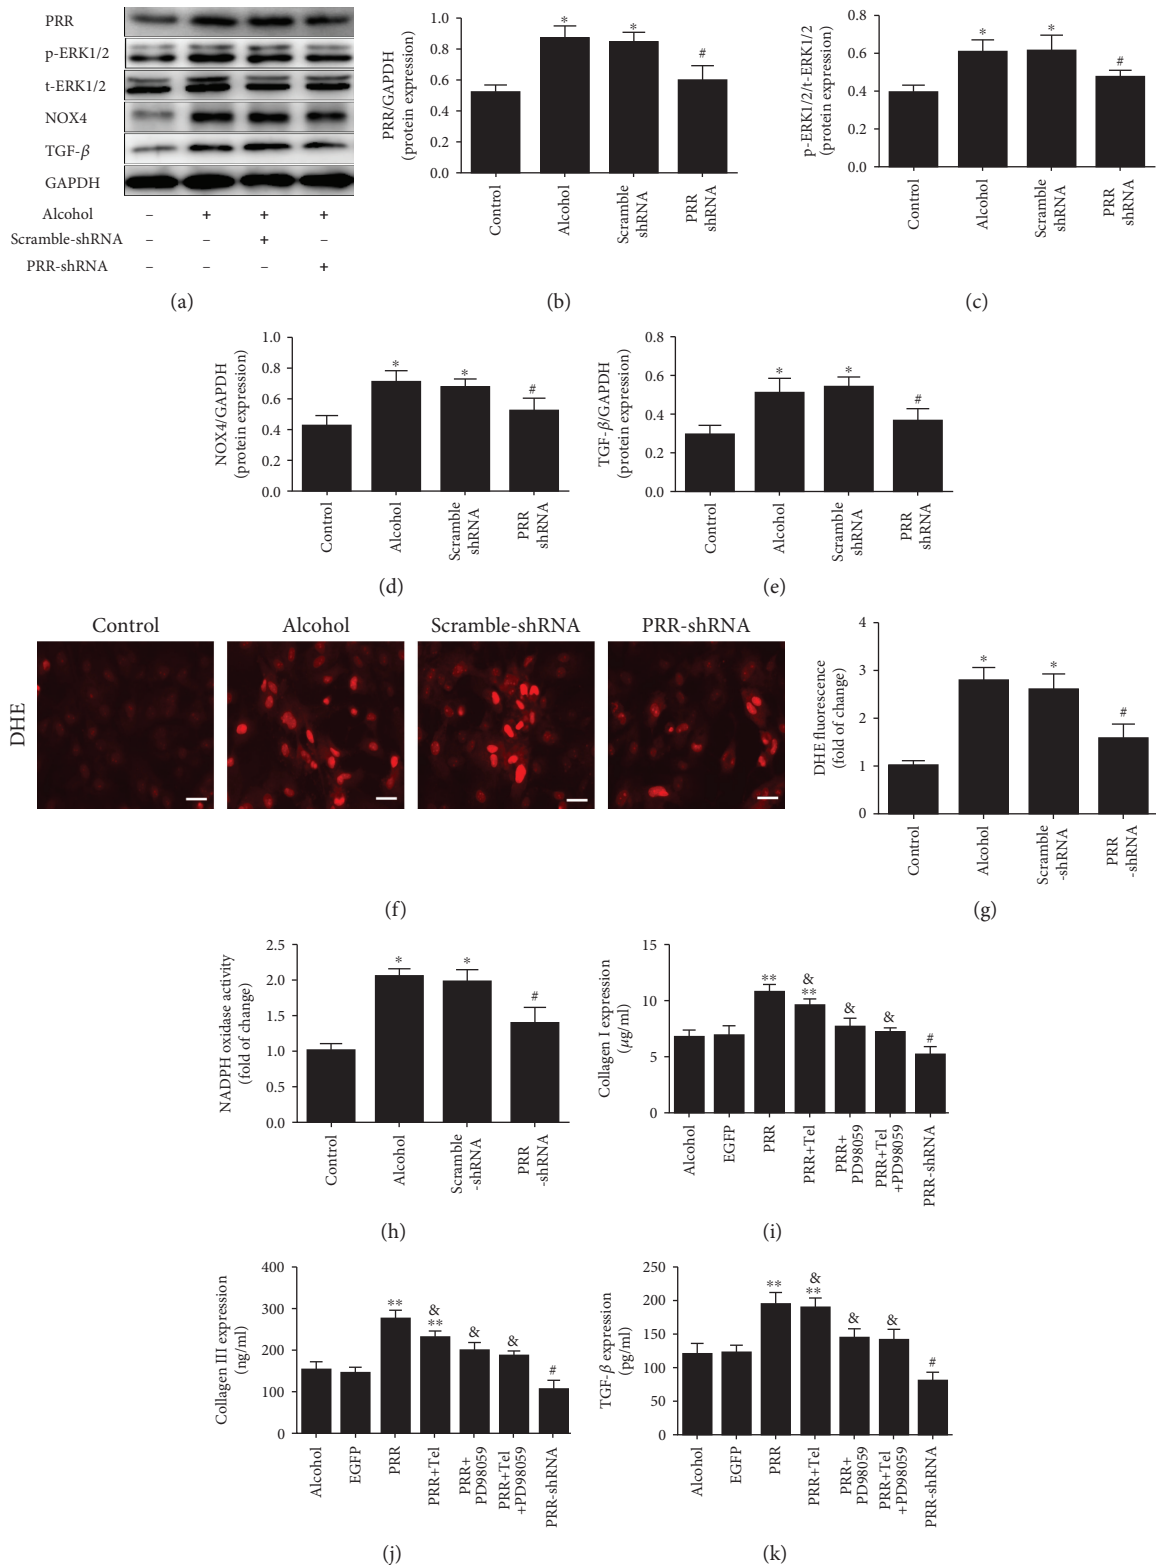 PRR
p-ERK1/2
t-ERK1/2
NOX4
TGF-β
GAPDH
Alcohol – + + +
Scramble-shRNA – – + –
PRR-shRNA – – – +
(a)
PRR/GAPDH
(protein expression)
1.0
0.8
0.6
0.4
0.2
0.0
* * #
Control
Alcohol
Scramble
shRNA
PRR
shRNA
(b)
p-ERK1/2/t-ERK1/2
(protein expression)
0.8
0.6
0.4
0.2
0.0
* * #
Control
Alcohol
Scramble
shRNA
PRR
shRNA
(c)
NOX4/GAPDH
(protein expression)
1.0
0.8
0.6
0.4
0.2
0.0
* * #
Control
Alcohol
Scramble
shRNA
PRR
shRNA
(d)
TGF-β/GAPDH
(protein expression)
0.8
0.6
0.4
0.2
0.0
* * #
Control
Alcohol
Scramble
shRNA
PRR
shRNA
(e)
Control Alcohol Scramble-shRNA PRR-shRNA
DHE
(f)
DHE fluorescence
(fold of change)
4
3
2
1
0
* * #
Control
Alcohol
Scramble
-shRNA
PRR
-shRNA
(g)
NADPH oxidase activity
(fold of change)
2.5
2.0
1.5
1.0
0.5
0.0
* * #
Control
Alcohol
Scramble
-shRNA
PRR
-shRNA
(h)
Collagen I expression
(μg/ml)
15
10
5
0
** & ** & & #
Alcohol
EGFP
PRR
PRR+Tel
PRR+
PD98059
PRR+Tel
+PD98059
PRR-shRNA
(i)
Collagen III expression
(ng/ml)
400
300
200
100
0
** & ** & & #
Alcohol
EGFP
PRR
PRR+Tel
PRR+
PD98059
PRR+Tel
+PD98059
PRR-shRNA
(j)
TGF-β expression
(pg/ml)
250
200
150
100
50
0
** & ** & & #
Alcohol
EGFP
PRR
PRR+Tel
PRR+
PD98059
PRR+Tel
+PD98059
PRR-shRNA
(k)